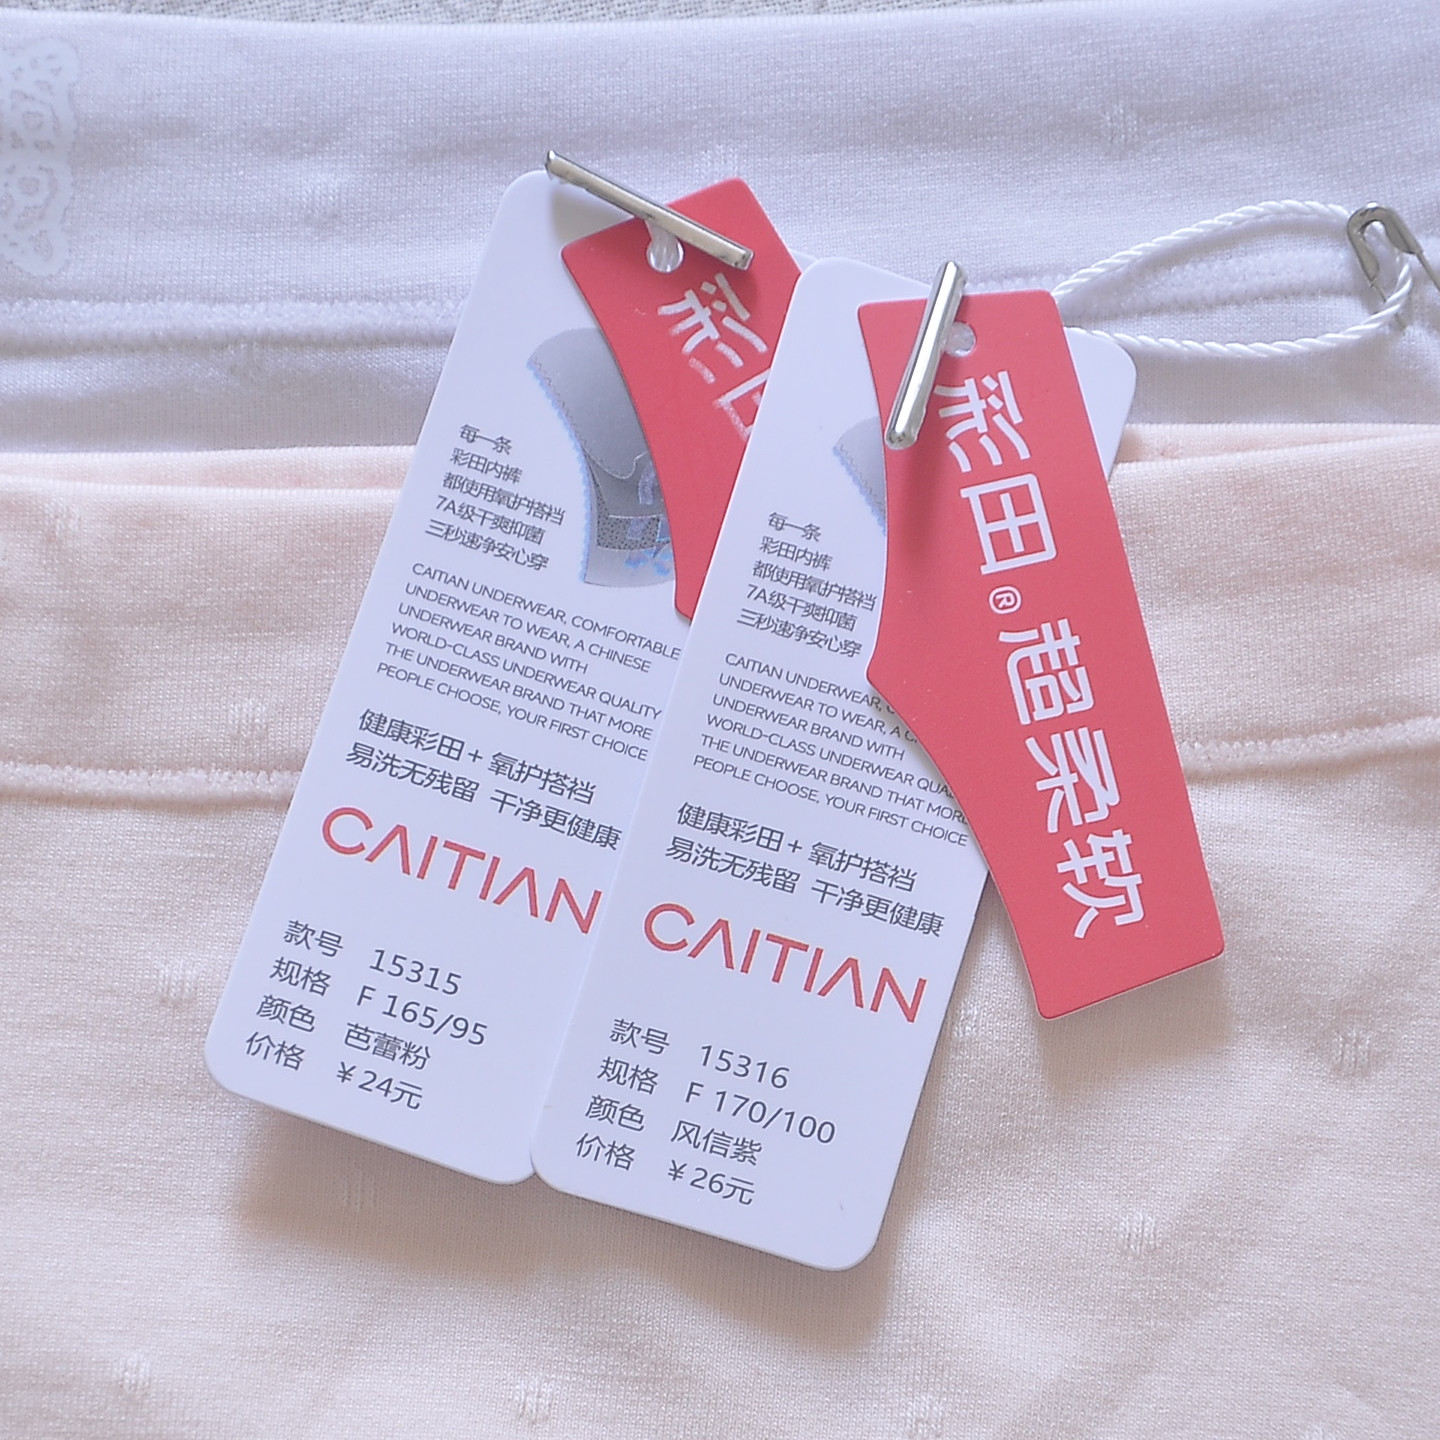 彩田
每一条
彩田内裤
都使用氧护搭裆
7A级干爽抑菌
三秒速净安心穿
CAITIAN UNDERWEAR, COMFORTABLE
UNDERWEAR TO WEAR, A CHINESE
UNDERWEAR BRAND WITH
WORLD-CLASS UNDERWEAR QUALITY
THE UNDERWEAR BRAND THAT MORE
PEOPLE CHOOSE, YOUR FIRST CHOICE
健康彩田+ 氧护搭裆
易洗无残留 干净更健康
CAITIAN
款号 15315
规格 F 165/95
颜色 芭蕾粉
价格 ¥24元
彩田® 超柔软
每一条
彩田内裤
都使用氧护搭裆
7A级干爽抑菌
三秒速净安心穿
CAITIAN UNDERWEAR,
UNDERWEAR TO WEAR, A
UNDERWEAR BRAND WITH
WORLD-CLASS UNDERWEAR
THE UNDERWEAR BRAND THAT MORE
PEOPLE CHOOSE, YOUR FIRST CHOICE
健康彩田+ 氧护搭裆
易洗无残留 干净更健康
CAITIAN
款号 15316
规格 F 170/100
颜色 风信紫
价格 ¥26元